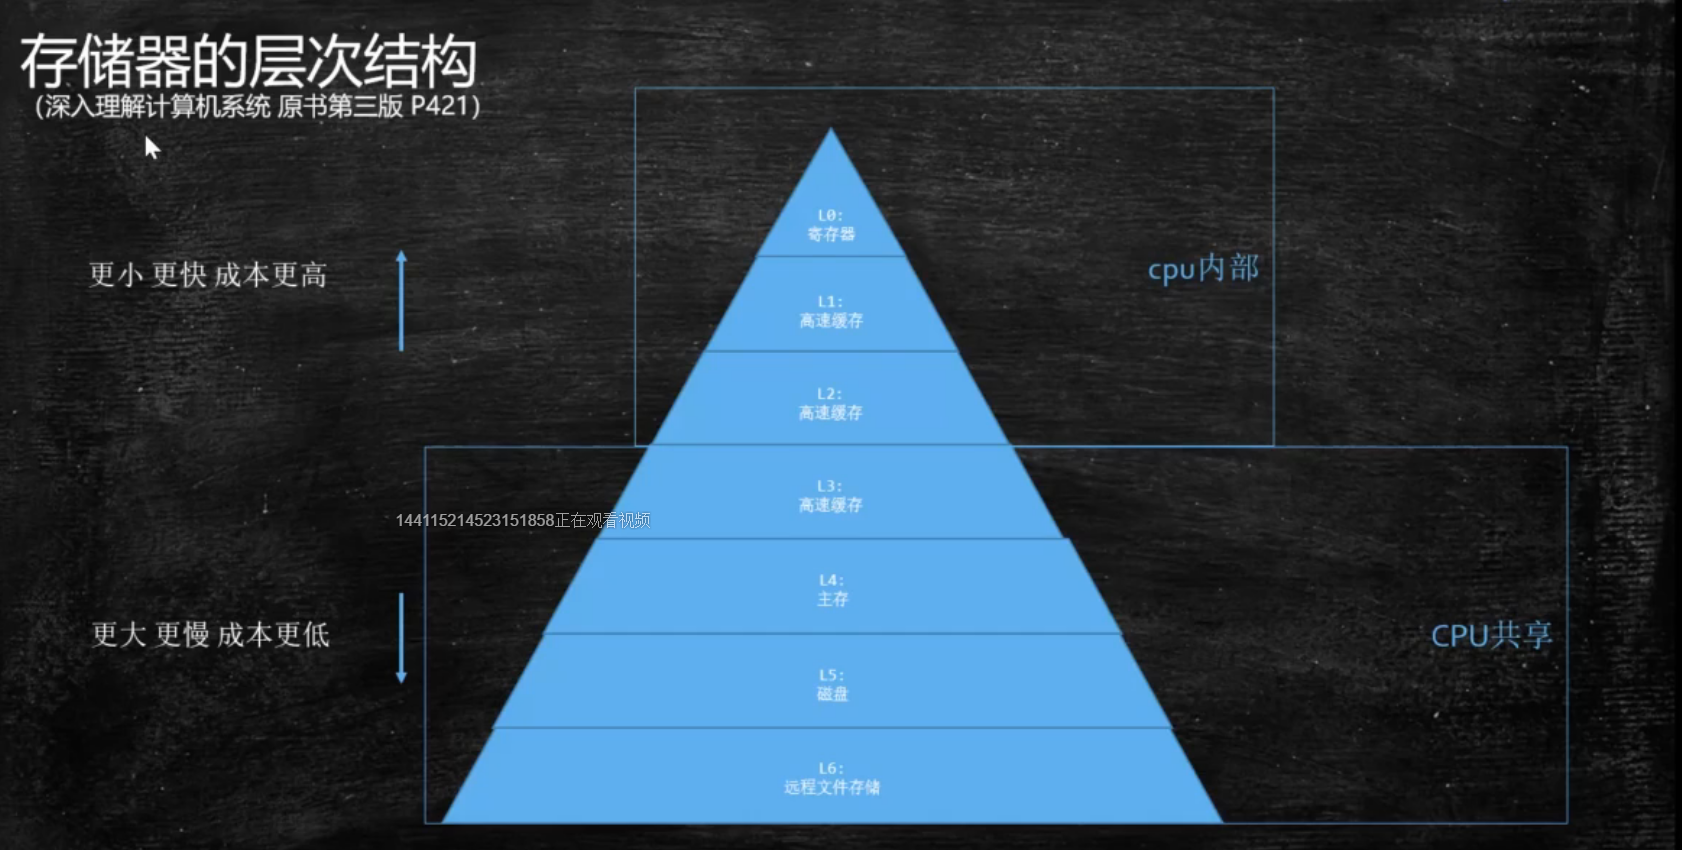 存储器的层次结构
（深入理解计算机系统 原书第三版 P421）
L0:
寄存器
更小 更快 成本更高
cpu内部
L1:
高速缓存
L2:
高速缓存
L3:
高速缓存
144115214523151858正在观看视频
L4:
主存
更大 更慢 成本更低
CPU共享
L5:
磁盘
L6:
远程文件存储